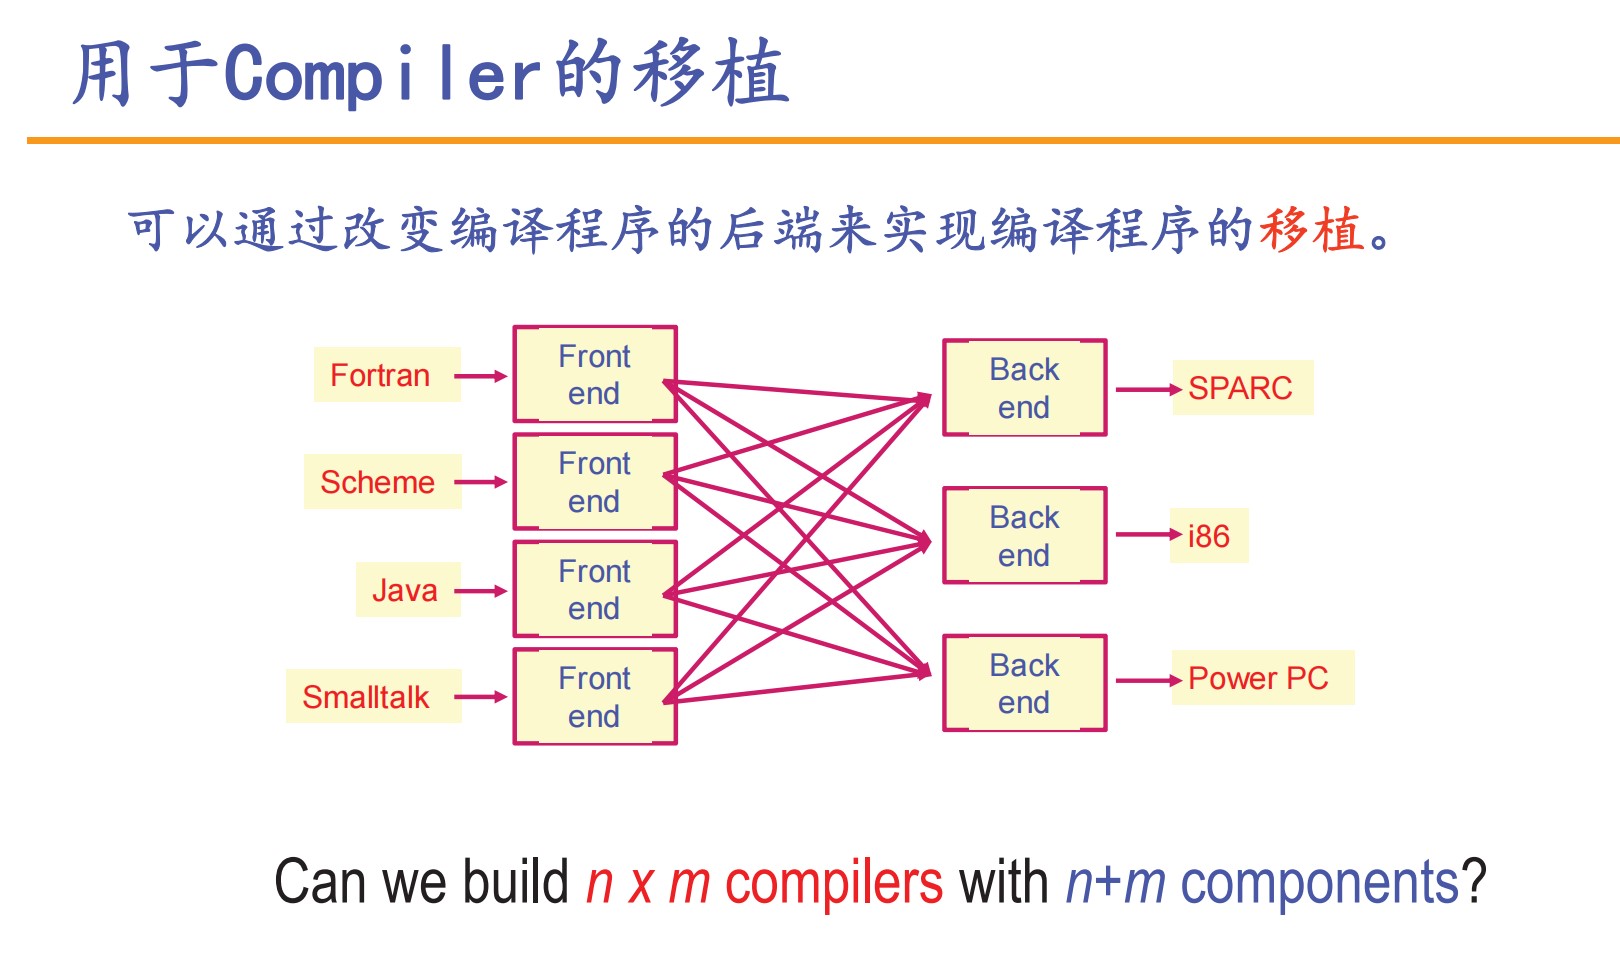 用于Compiler的移植
可以通过改变编译程序的后端来实现编译程序的移植。
Fortran
Front
end
Scheme
Front
end
Java
Front
end
Smalltalk
Front
end
Back
end
SPARC
Back
end
i86
Back
end
Power PC
Can we build n x m compilers with n+m components?